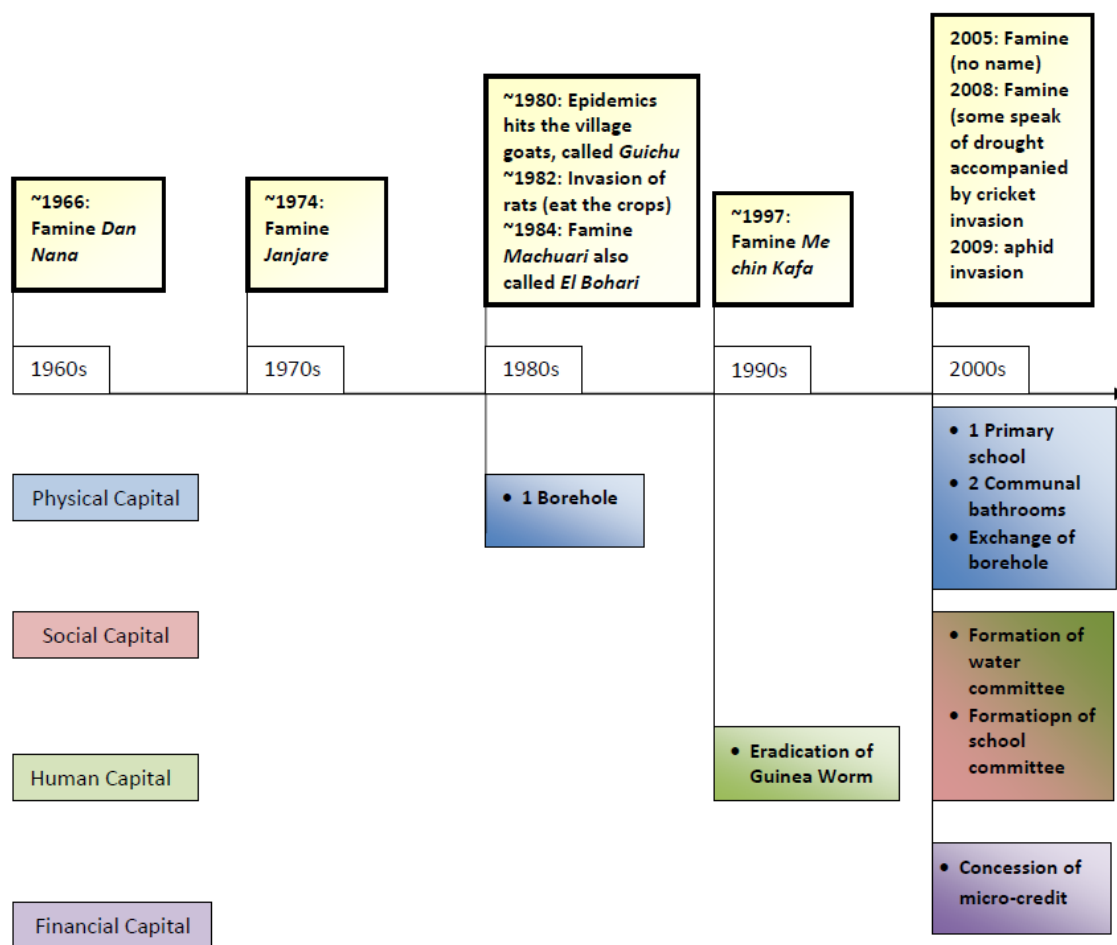 ~1966:
Famine Dan
Nana
~1974:
Famine
Janjare
~1980: Epidemics
hits the village
goats, called Guichu
~1982: Invasion of
rats (eat the crops)
~1984: Famine
Machuari also
called El Bohari
~1997:
Famine Me
chin Kafa
2005: Famine
(no name)
2008: Famine
(some speak
of drought
accompanied
by cricket
invasion
2009: aphid
invasion
1960s
1970s
1980s
1990s
2000s
Physical Capital
• 1 Borehole
• 1 Primary
school
• 2 Communal
bathrooms
• Exchange of
borehole
Social Capital
• Formation of
water
committee
• Formatiopn of
school
committee
Human Capital
• Eradication of
Guinea Worm
Financial Capital
• Concession of
micro-credit